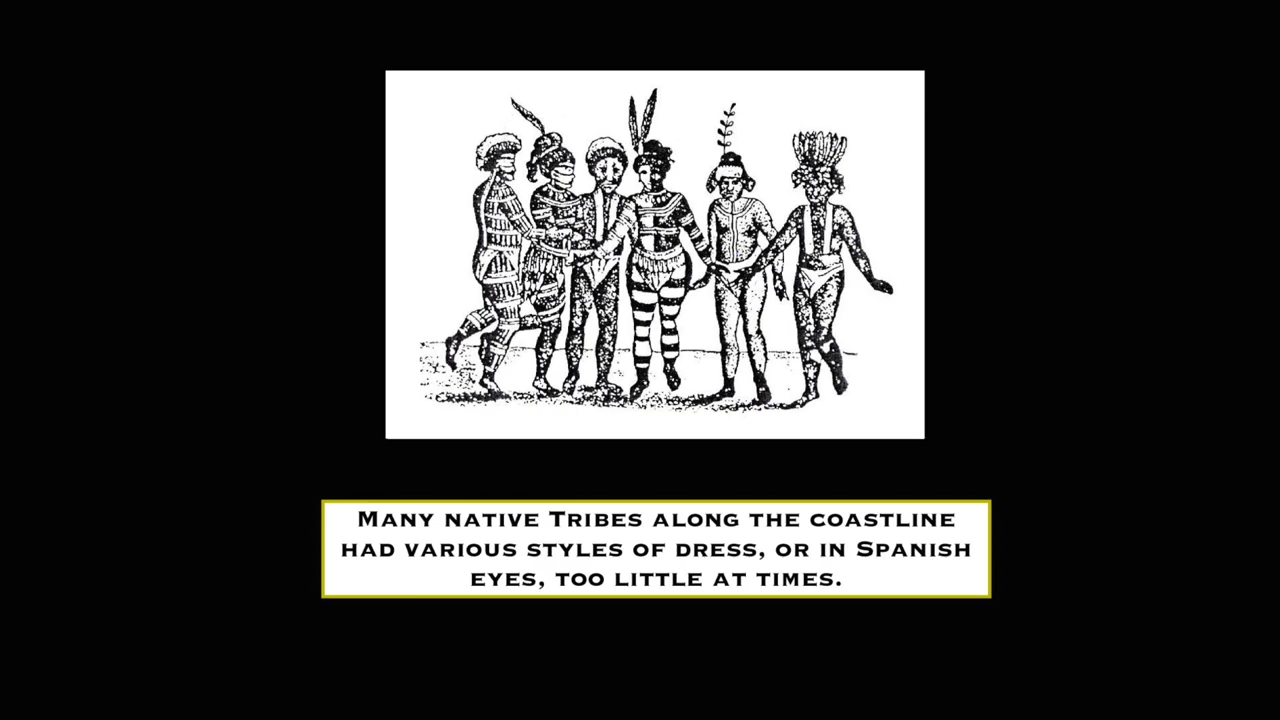 Many native Tribes along the coastline
had various styles of dress, or in Spanish
eyes, too little at times.